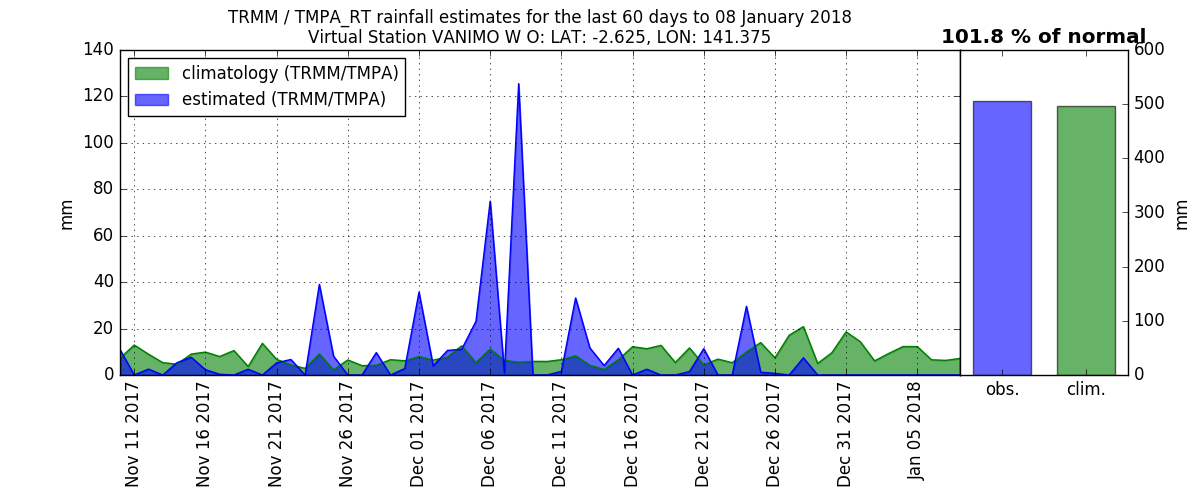 TRMM / TMPA_RT rainfall estimates for the last 60 days to 08 January 2018
Virtual Station VANIMO W O: LAT: -2.625, LON: 141.375
101.8 % of normal
climatology (TRMM/TMPA)
estimated (TRMM/TMPA)
mm
140
120
100
80
60
40
20
0
Nov 11 2017
Nov 16 2017
Nov 21 2017
Nov 26 2017
Dec 01 2017
Dec 06 2017
Dec 11 2017
Dec 16 2017
Dec 21 2017
Dec 26 2017
Dec 31 2017
Jan 05 2018
600
500
400
300
200
100
0
mm
obs.
clim.